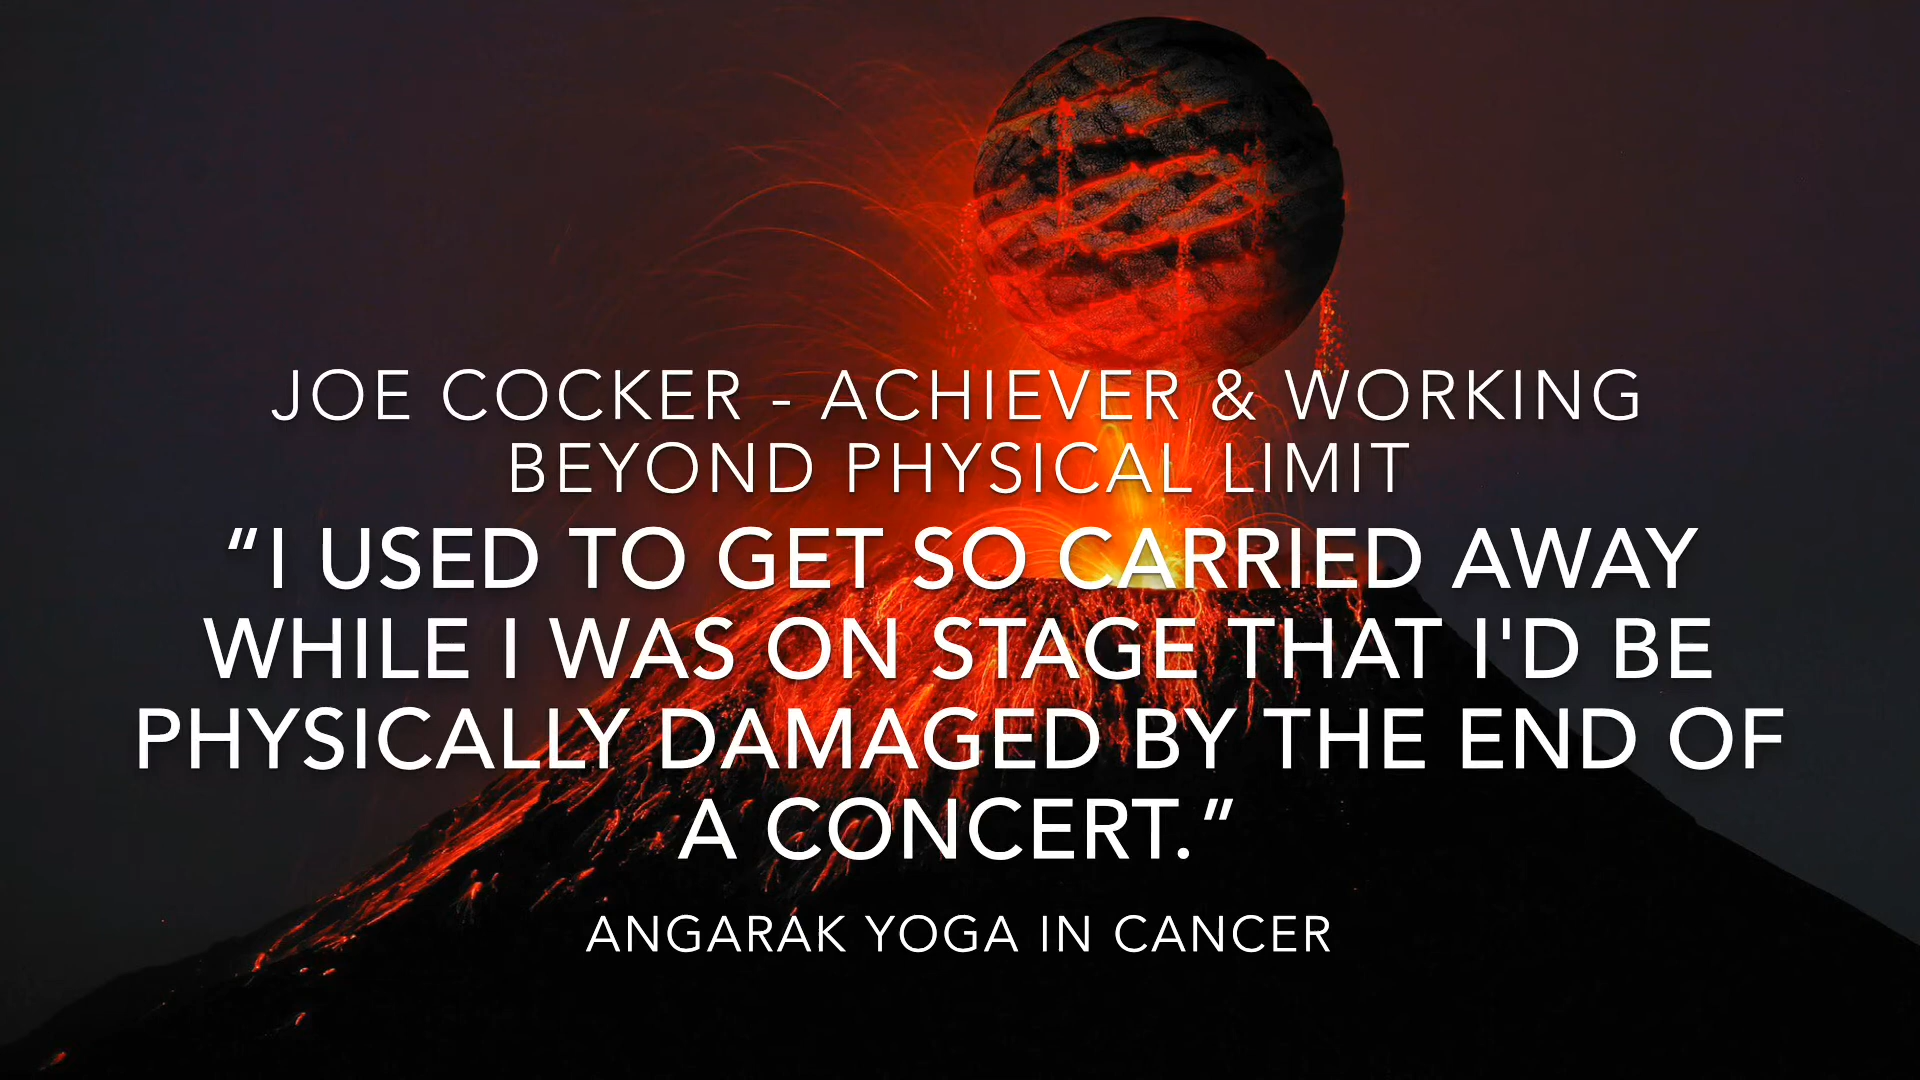 JOE COCKER - ACHIEVER & WORKING
BEYOND PHYSICAL LIMIT
“I USED TO GET SO CARRIED AWAY
WHILE I WAS ON STAGE THAT I'D BE
PHYSICALLY DAMAGED BY THE END OF
A CONCERT.”
ANGARAK YOGA IN CANCER